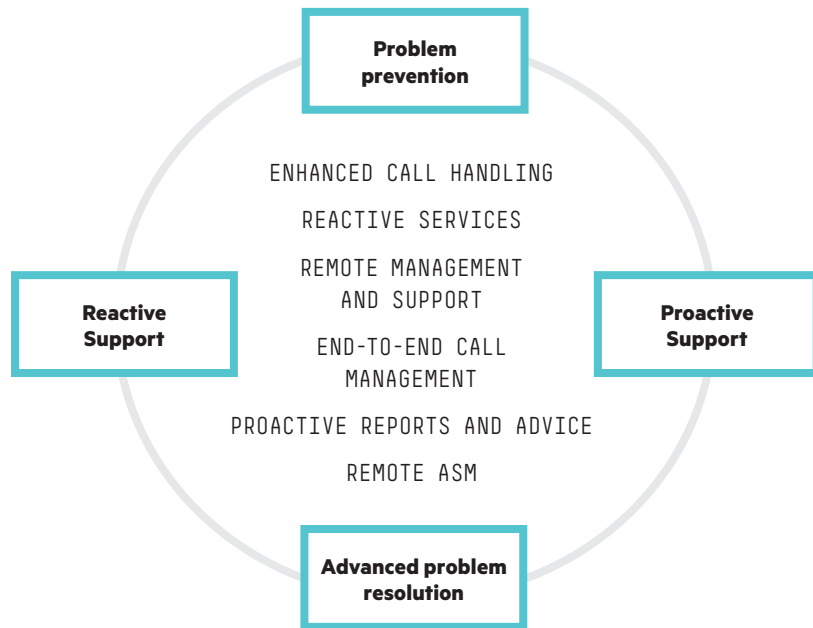 Problem
prevention
ENHANCED CALL HANDLING
REACTIVE SERVICES
REMOTE MANAGEMENT
AND SUPPORT
Reactive
Support
Proactive
Support
END-TO-END CALL
MANAGEMENT
PROACTIVE REPORTS AND ADVICE
REMOTE ASM
Advanced problem
resolution